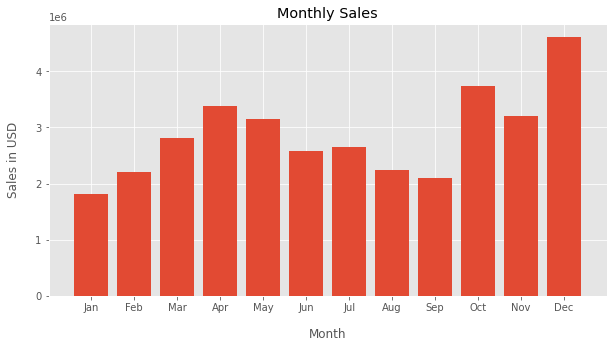 Monthly Sales
1e6
Sales in USD
4
3
2
1
0
Jan Feb Mar Apr May Jun Jul Aug Sep Oct Nov Dec
Month